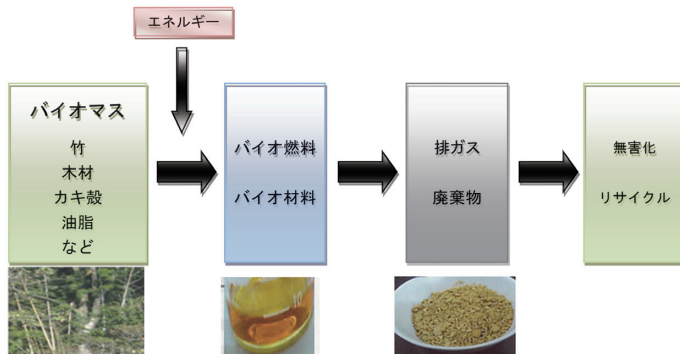 エネルギー
バイオマス
竹
木材
カキ殻
油脂
など
バイオ燃料
バイオ材料
排ガス
廃棄物
無害化
リサイクル
10